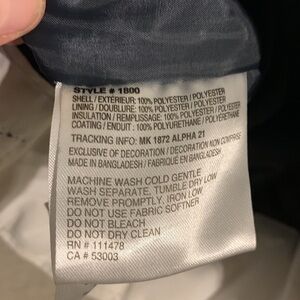 STYLE # 1800
SHELL / EXTÉRIEUR: 100% POLYESTER / POLYESTER
LINING / DOUBLURE: 100% POLYESTER / POLYESTER
INSULATION / REMPLISSAGE: 100% POLYESTER / POLYESTER
COATING / ENDUIT : 100% POLYURETHANE / POLYURETHANE
TRACKING INFO: MK 1872 ALPHA 21
EXCLUSIVE OF DECORATION / DECORATION NON COMPRISE
MADE IN BANGLADESH / FABRIQUÉ EN BANGLADESH
MACHINE WASH COLD GENTLE
WASH SEPARATE, TUMBLE DRY LOW
REMOVE PROMPTLY, IRON LOW
DO NOT USE FABRIC SOFTNER
DO NOT BLEACH
DO NOT DRY CLEAN
RN # 111478
CA # 53003